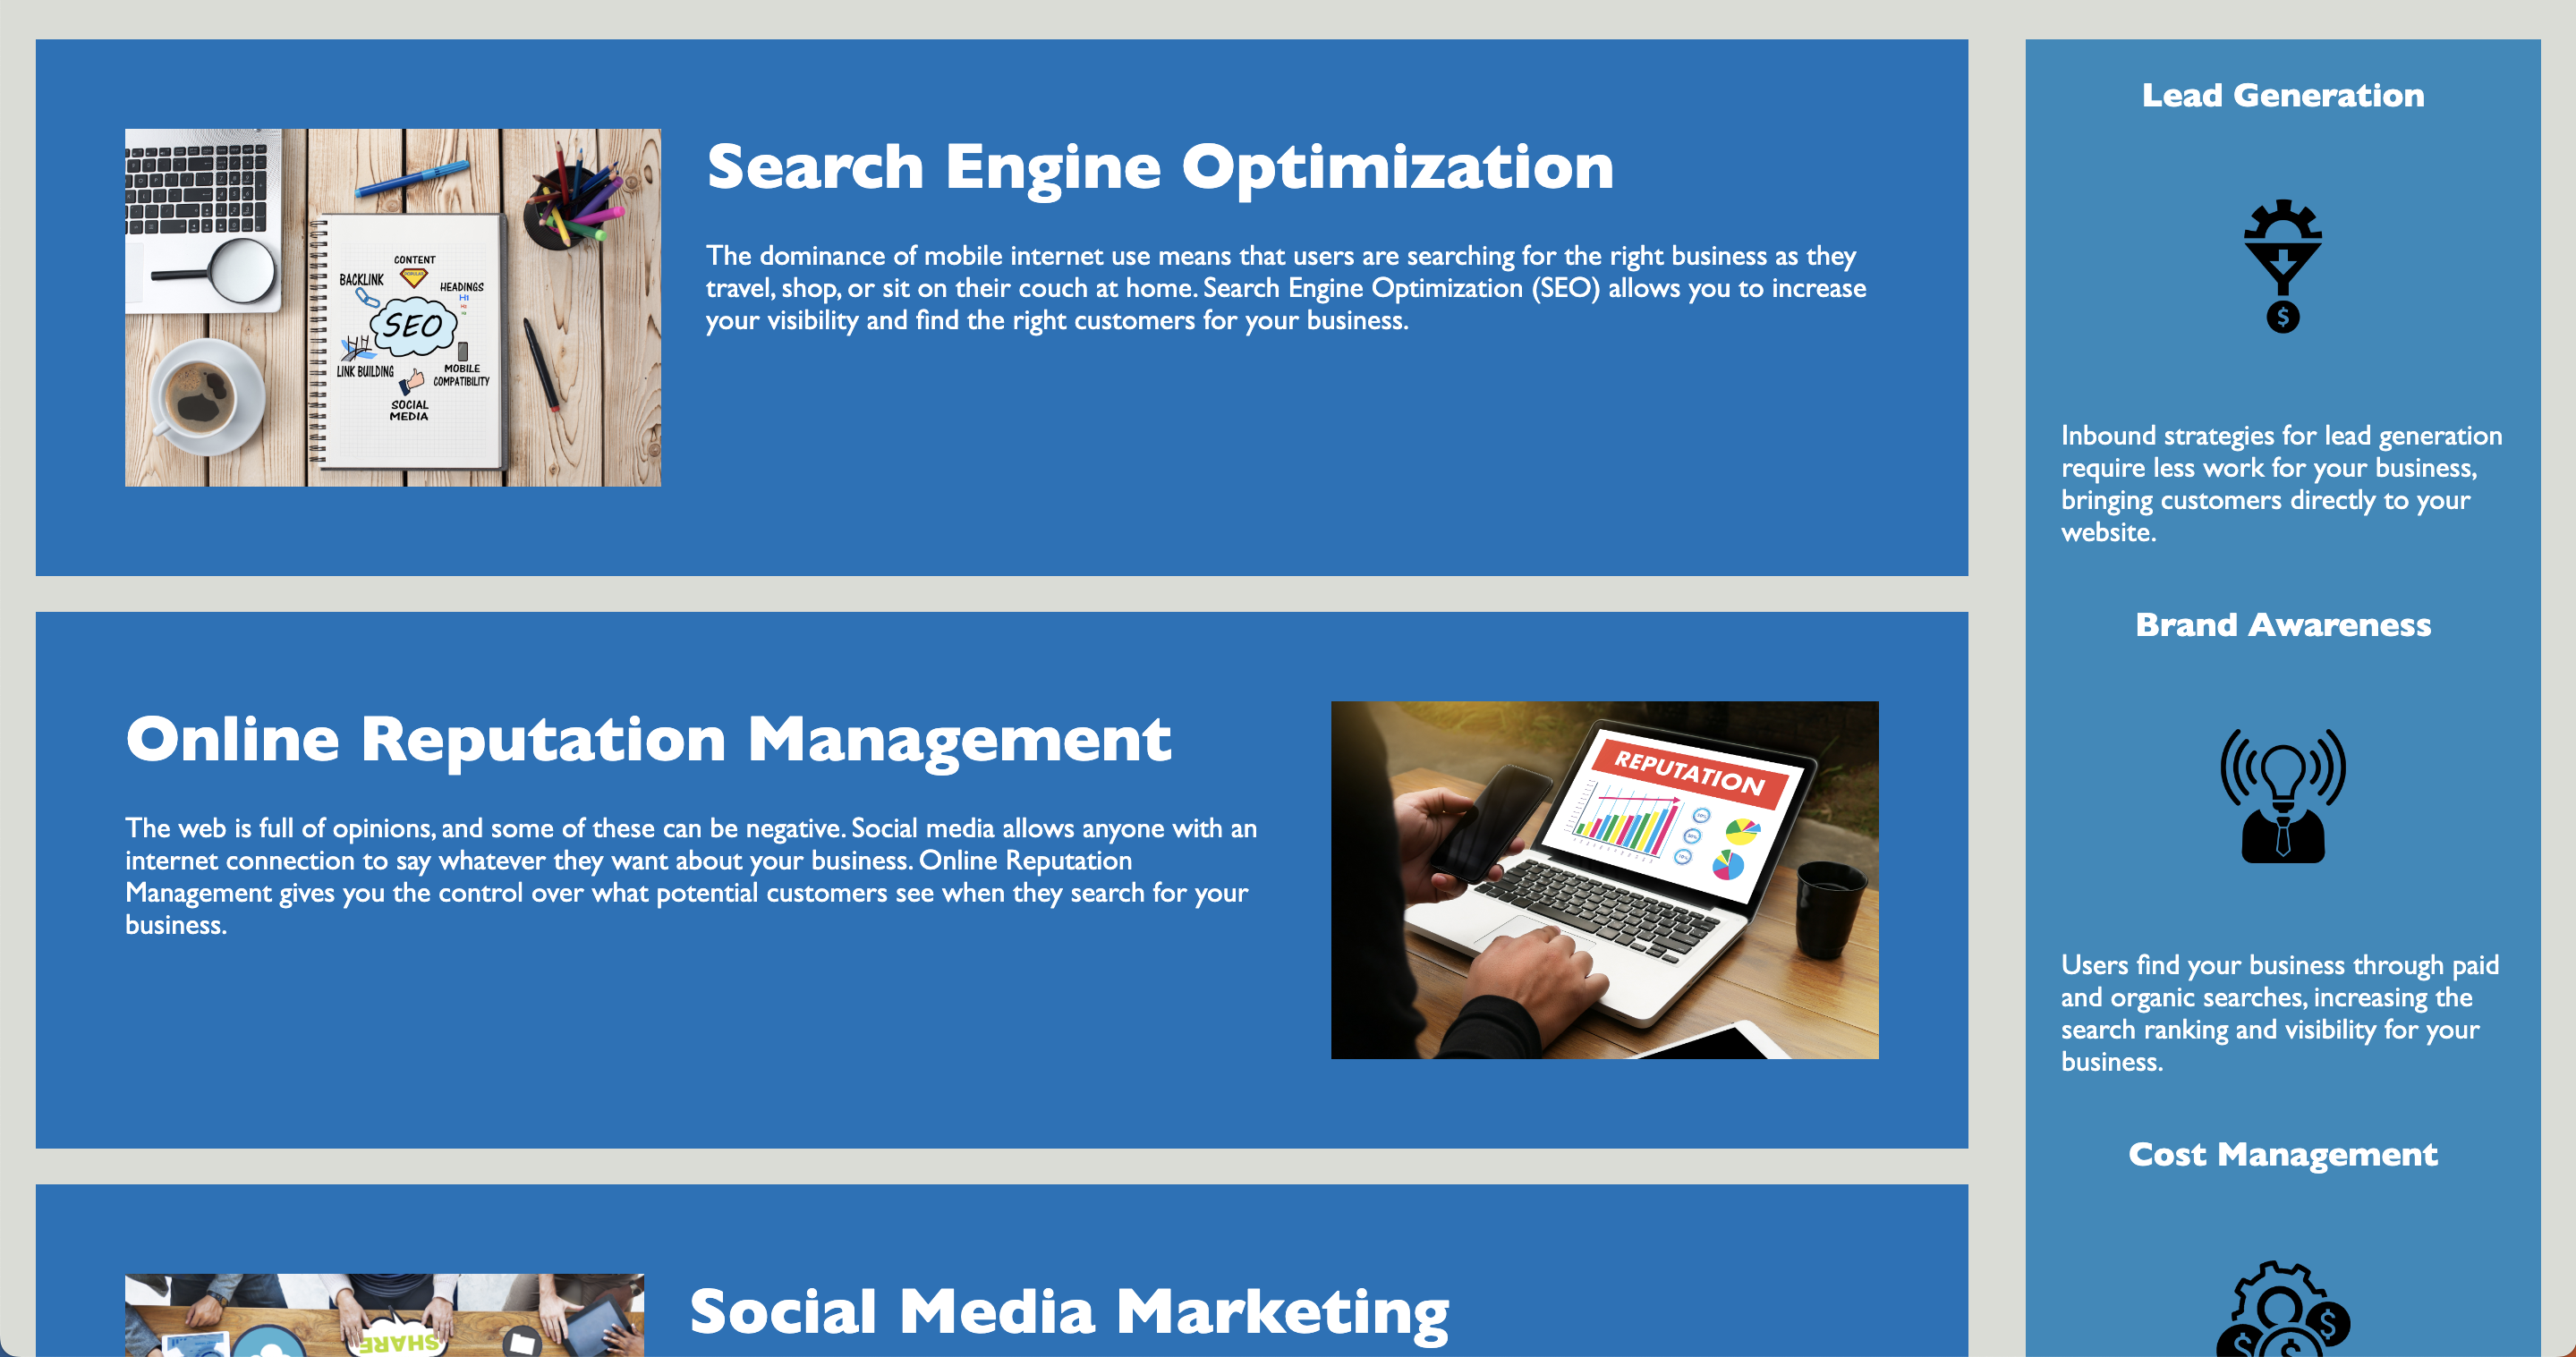 Search Engine Optimization
The dominance of mobile internet use means that users are searching for the right business as they
travel, shop, or sit on their couch at home. Search Engine Optimization (SEO) allows you to increase
your visibility and find the right customers for your business.
CONTENT
BACKLINK
HEADINGS
H1
SEO
LINK BUILDING
MOBILE
COMPATIBILITY
SOCIAL
MEDIA
Online Reputation Management
The web is full of opinions, and some of these can be negative. Social media allows anyone with an
internet connection to say whatever they want about your business. Online Reputation
Management gives you the control over what potential customers see when they search for your
business.
REPUTATION
Social Media Marketing
SHARE
Lead Generation
$
Inbound strategies for lead generation
require less work for your business,
bringing customers directly to your
website.
Brand Awareness
Users find your business through paid
and organic searches, increasing the
search ranking and visibility for your
business.
Cost Management
$
$
$